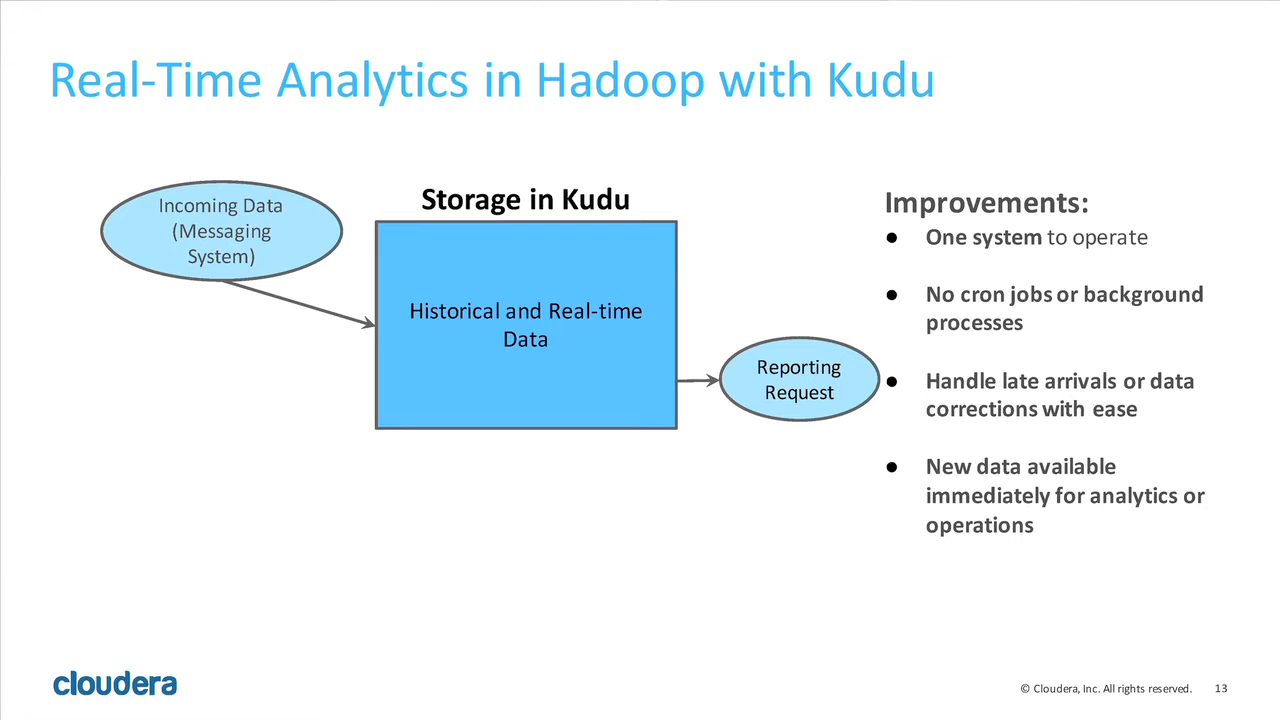 Real-Time Analytics in Hadoop with Kudu
Incoming Data
(Messaging
System)
Storage in Kudu
Historical and Real-time
Data
Reporting
Request
Improvements:
● One system to operate
● No cron jobs or background
processes
● Handle late arrivals or data
corrections with ease
● New data available
immediately for analytics or
operations
cloudera
© Cloudera, Inc. All rights reserved. 13